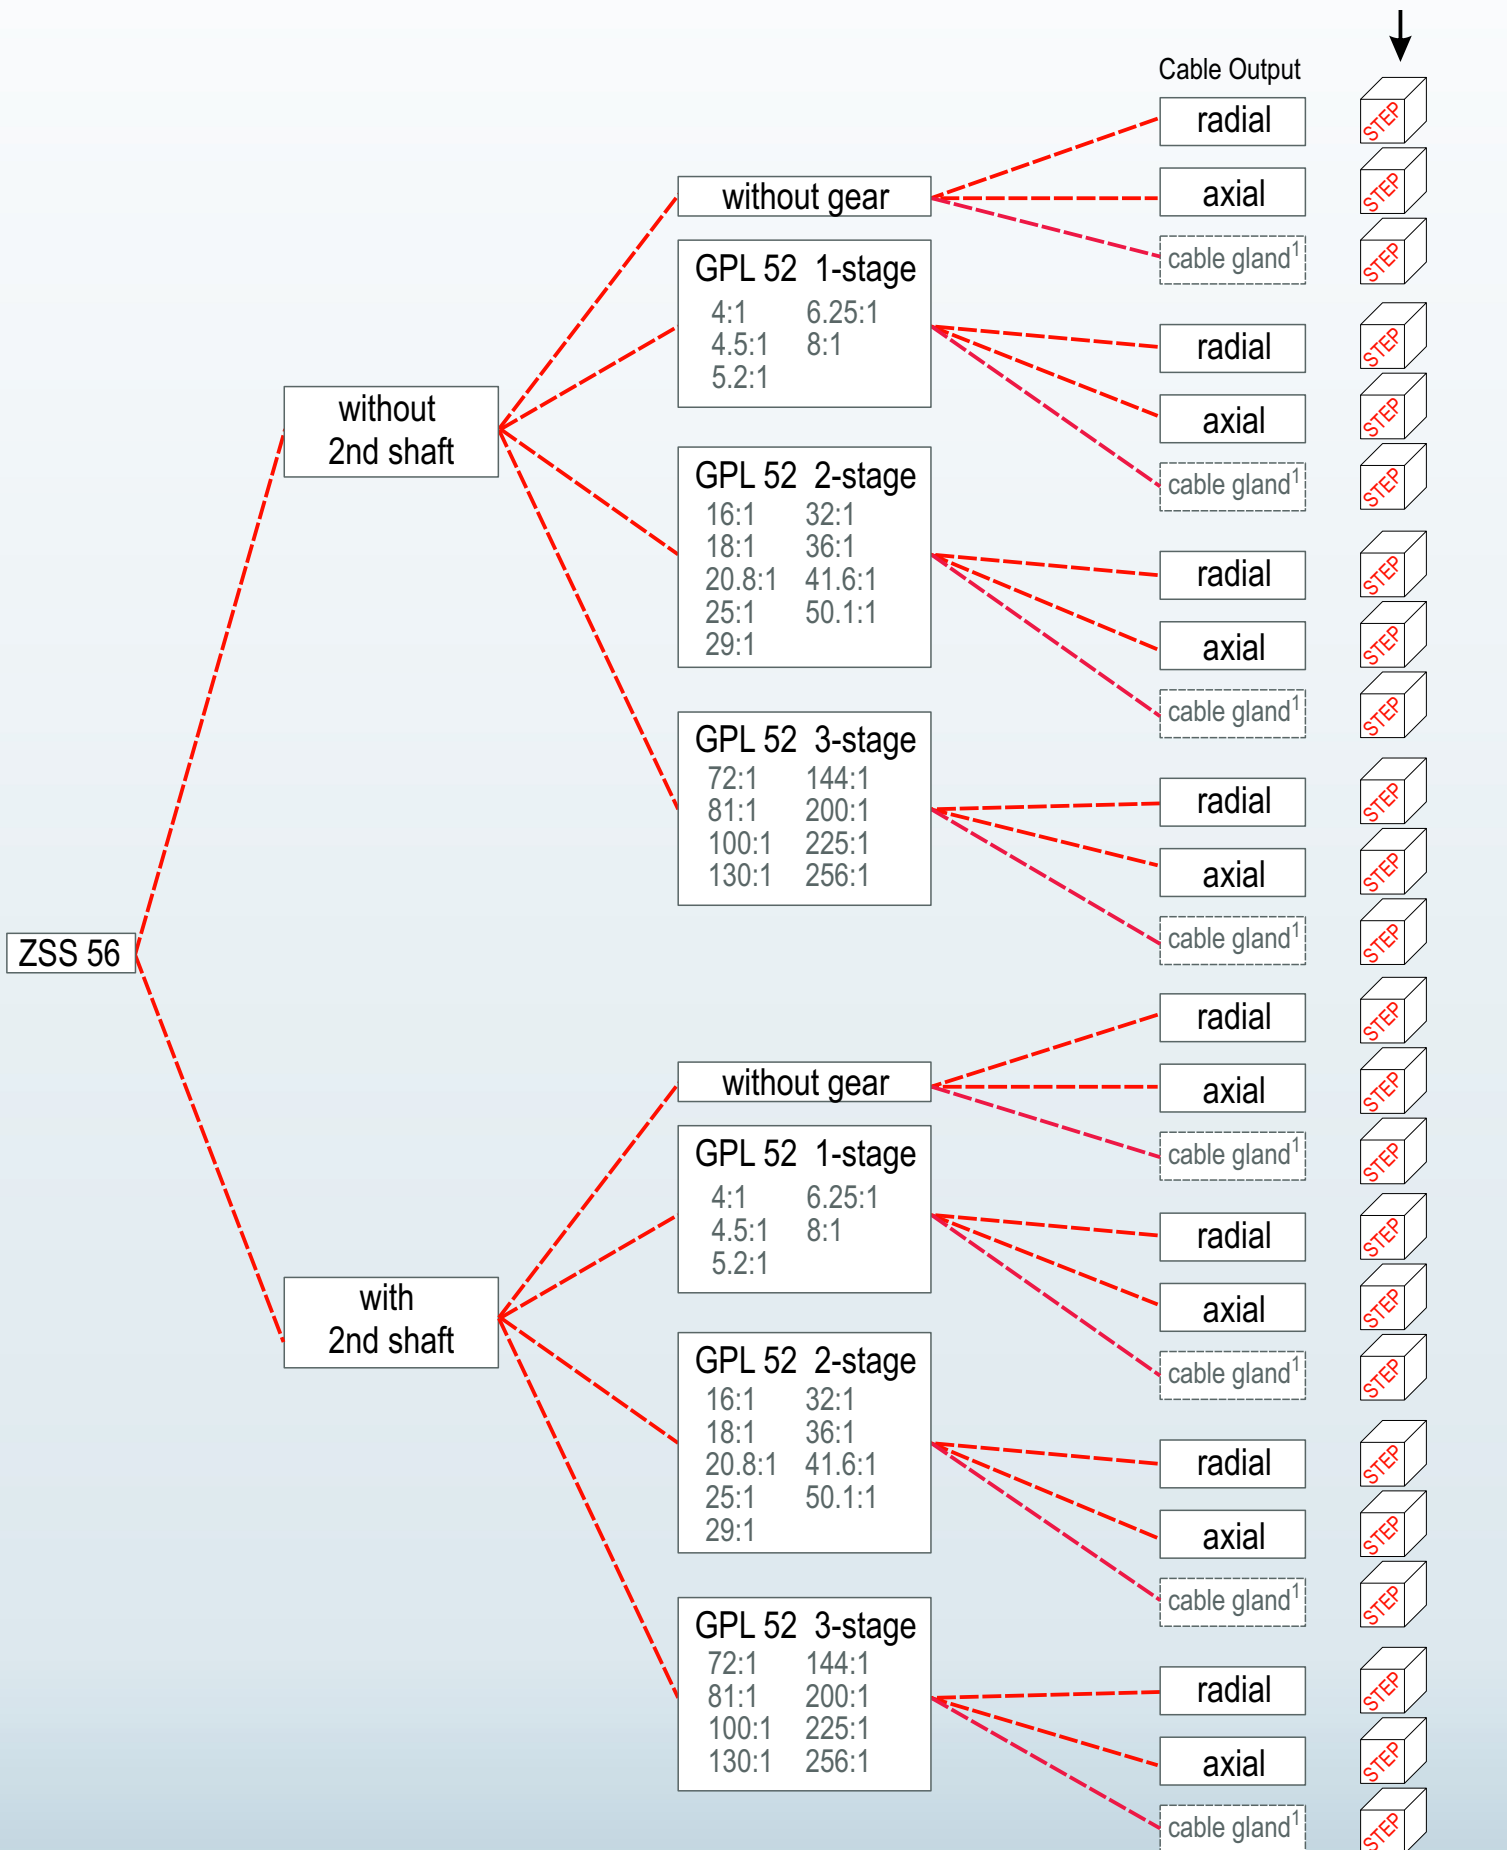 Cable Output
radial
STEP
without gear
axial
STEP
cable gland1
STEP
GPL 52 1-stage
4:1 6.25:1
4.5:1 8:1
5.2:1
radial
STEP
axial
STEP
cable gland1
STEP
without
2nd shaft
GPL 52 2-stage
16:1 32:1
18:1 36:1
20.8:1 41.6:1
25:1 50.1:1
29:1
radial
STEP
axial
STEP
cable gland1
STEP
GPL 52 3-stage
72:1 144:1
81:1 200:1
100:1 225:1
130:1 256:1
radial
STEP
axial
STEP
cable gland1
STEP
ZSS 56
without gear
radial
STEP
axial
STEP
cable gland1
STEP
GPL 52 1-stage
4:1 6.25:1
4.5:1 8:1
5.2:1
radial
STEP
axial
STEP
cable gland1
STEP
with
2nd shaft
GPL 52 2-stage
16:1 32:1
18:1 36:1
20.8:1 41.6:1
25:1 50.1:1
29:1
radial
STEP
axial
STEP
cable gland1
STEP
GPL 52 3-stage
72:1 144:1
81:1 200:1
100:1 225:1
130:1 256:1
radial
STEP
axial
STEP
cable gland1
STEP